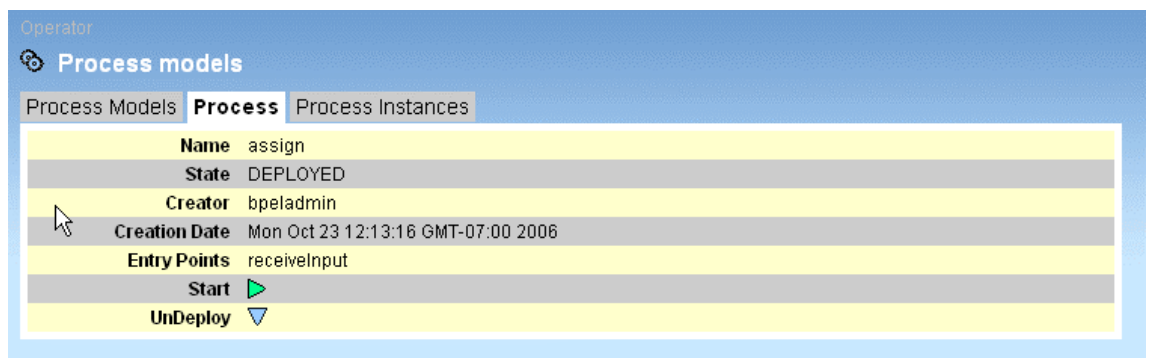 Operator
Process models
Process Models Process Process Instances
Name assign
State DEPLOYED
Creator bpeladmin
Creation Date Mon Oct 23 12:13:16 GMT-07:00 2006
Entry Points receiveInput
Start
UnDeploy